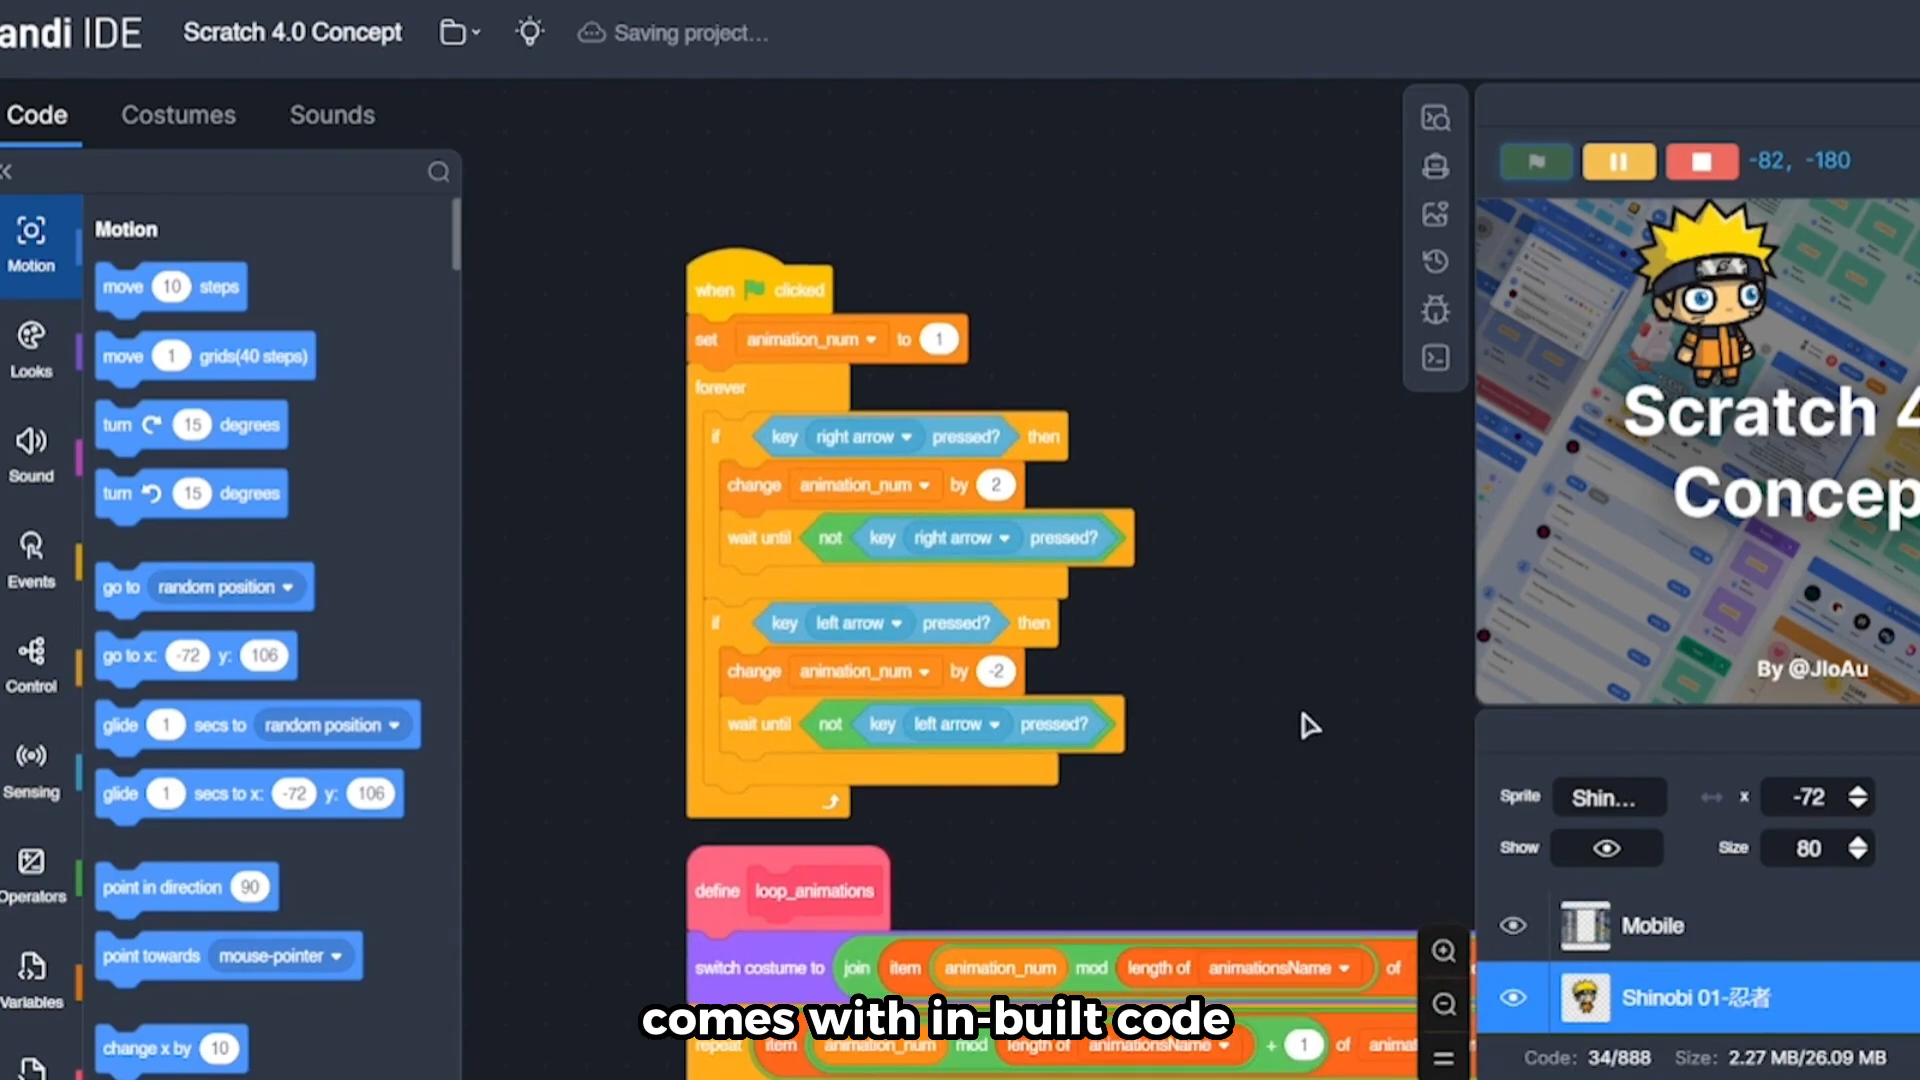 andi IDE
Scratch 4.0 Concept
Saving project...
Code
Costumes
Sounds
-82, -180
Motion
Looks
Sound
Events
Control
Sensing
Operators
Variables
Motion
move 10 steps
move 1 grids(40 steps)
turn 15 degrees
turn 15 degrees
go to random position
go to x: -72 y: 106
glide 1 secs to random position
glide 1 secs to x: -72 y: 106
point in direction 90
point towards mouse-pointer
change x by 10
when clicked
set animation_num to 1
forever
if key right arrow pressed? then
change animation_num by 2
wait until not key right arrow pressed?
if key left arrow pressed? then
change animation_num by -2
wait until not key left arrow pressed?
define loop_animations
switch costume to join item animation_num mod length of animationsName of
repeat item animation_num mod length of animationsName + 1 of animat
comes with in-built code
Scratch 4
Concep
By @JIoAu
Sprite Shin... x -72
Show Size 80
Mobile
Shinobi 01-忍者
Code: 34/888 Size: 2.27 MB/26.09 MB